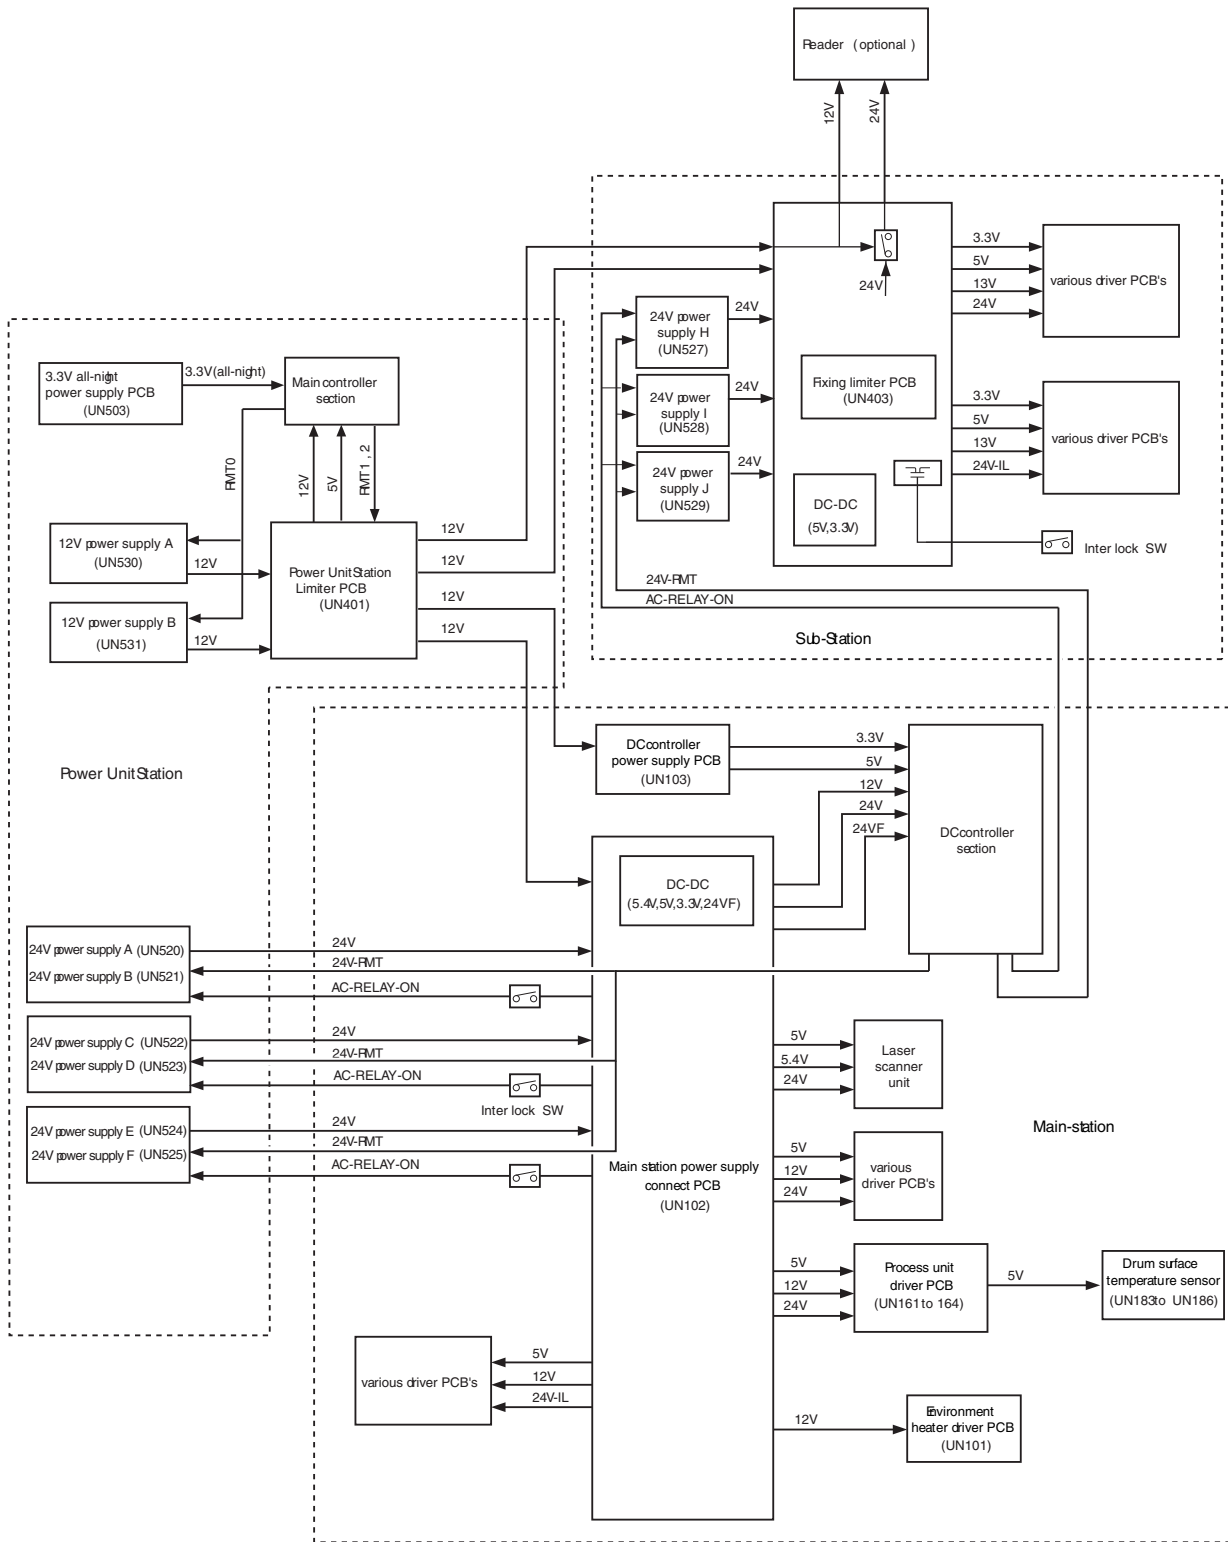 Reader (optional)
12V
24V
24V
3.3V
5V
13V
24V
various driver PCB's
24V power
supply H
(UN527)
24V
24V power
supply I
(UN528)
24V
24V power
supply J
(UN529)
24V
Fixing limiter PCB
(UN403)
DC-DC
(5V,3.3V)
3.3V
5V
13V
24V-IL
various driver PCB's
Inter lock SW
24V-RMT
AC-RELAY-ON
Sub-Station
3.3V all-night
power supply PCB
(UN503)
3.3V(all-night)
Main controller
section
RMT0
12V
5V
RMT1, 2
12V power supply A
(UN530)
12V
12V power supply B
(UN531)
12V
Power Unit Station
Limiter PCB
(UN401)
12V
12V
12V
12V
Power Unit Station
DC controller
power supply PCB
(UN103)
3.3V
5V
12V
24V
24VF
DC controller
section
DC-DC
(5.4V,5V,3.3V,24VF)
24V power supply A (UN520)
24V power supply B (UN521)
24V
24V-RMT
AC-RELAY-ON
24V power supply C (UN522)
24V power supply D (UN523)
24V
24V-RMT
AC-RELAY-ON
Inter lock SW
24V power supply E (UN524)
24V power supply F (UN525)
24V
24V-RMT
AC-RELAY-ON
Main station power supply
connect PCB
(UN102)
5V
5.4V
24V
Laser
scanner
unit
Main-station
5V
12V
24V
various
driver PCB's
5V
12V
24V
Process unit
driver PCB
(UN161 to 164)
5V
Drum surface
temperature sensor
(UN183 to UN186)
various driver PCB's
5V
12V
24V-IL
12V
Environment
heater driver PCB
(UN101)